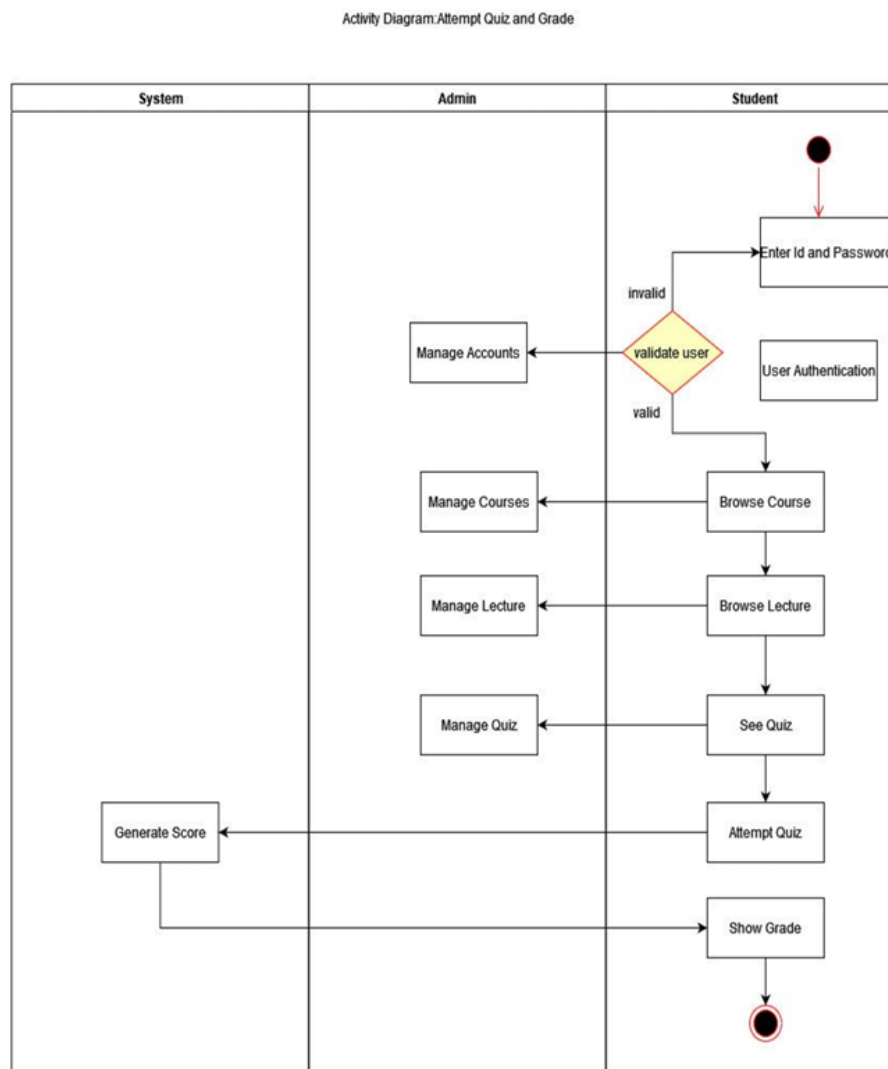 Activity Diagram:Attempt Quiz and Grade
System
Admin
Student
Enter Id and Password
invalid
Manage Accounts
validate user
User Authentication
valid
Manage Courses
Browse Course
Manage Lecture
Browse Lecture
Manage Quiz
See Quiz
Generate Score
Attempt Quiz
Show Grade